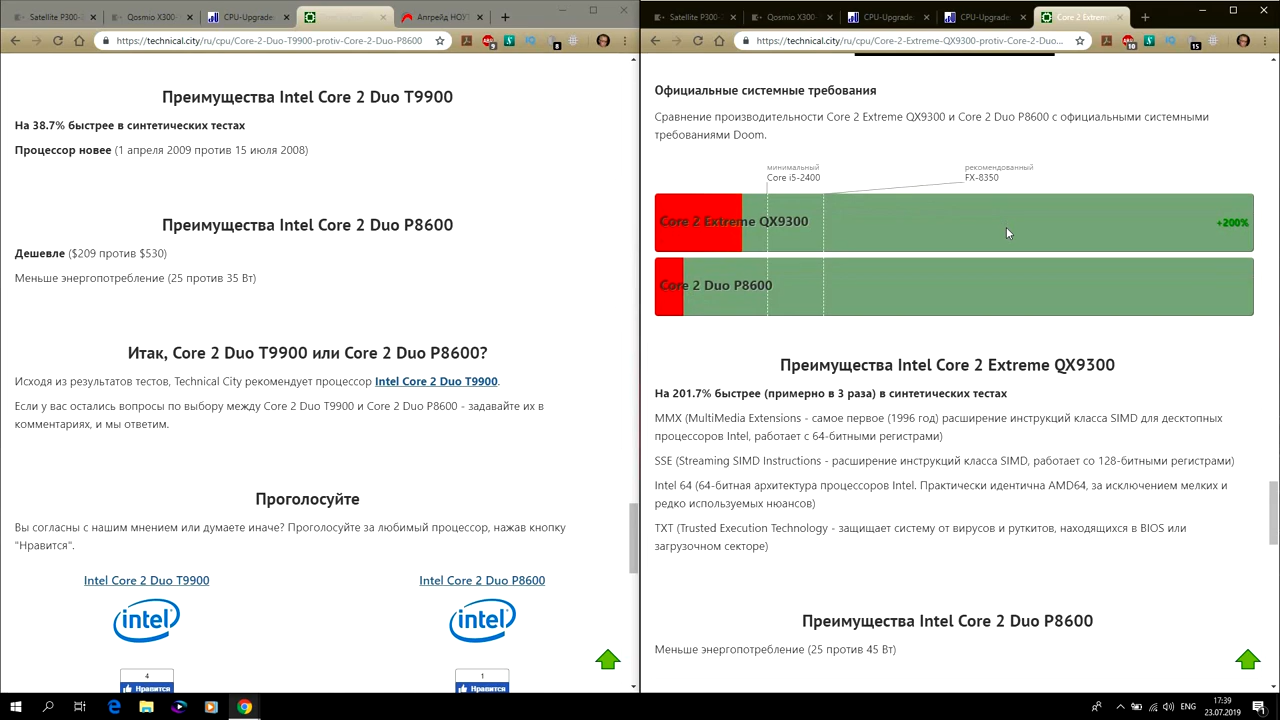 Satellite P300-2
Qosmio X300-
CPU-Upgrade
Апгрейд НОУТ
https://technical.city/ru/cpu/Core-2-Duo-T9900-protiv-Core-2-Duo-P8600
9
8
Преимущества Intel Core 2 Duo T9900
На 38.7% быстрее в синтетических тестах
Процессор новее (1 апреля 2009 против 15 июля 2008)
Преимущества Intel Core 2 Duo P8600
Дешевле ($209 против $530)
Меньше энергопотребление (25 против 35 Вт)
Итак, Core 2 Duo T9900 или Core 2 Duo P8600?
Исходя из результатов тестов, Technical City рекомендует процессор Intel Core 2 Duo T9900.
Если у вас остались вопросы по выбору между Core 2 Duo T9900 и Core 2 Duo P8600 - задавайте их в
комментариях, и мы ответим.
Проголосуйте
Вы согласны с нашим мнением или думаете иначе? Проголосуйте за любимый процессор, нажав кнопку
"Нравится".
Intel Core 2 Duo T9900
Intel Core 2 Duo P8600
intel
intel
4
1
Нравится
Нравится
Satellite P300-2
Qosmio X300-
CPU-Upgrade
CPU-Upgrade
Core 2 Extrem
https://technical.city/ru/cpu/Core-2-Extreme-QX9300-protiv-Core-2-Duo...
10
15
Официальные системные требования
Сравнение производительности Core 2 Extreme QX9300 и Core 2 Duo P8600 с официальными системными
требованиями Doom.
минимальный
Core i5-2400
рекомендованный
FX-8350
Core 2 Extreme QX9300
+200%
Core 2 Duo P8600
Преимущества Intel Core 2 Extreme QX9300
На 201.7% быстрее (примерно в 3 раза) в синтетических тестах
MMX (MultiMedia Extensions - самое первое (1996 год) расширение инструкций класса SIMD для десктопных
процессоров Intel, работает с 64-битными регистрами)
SSE (Streaming SIMD Instructions - расширение инструкций класса SIMD, работает со 128-битными регистрами)
Intel 64 (64-битная архитектура процессоров Intel. Практически идентична AMD64, за исключением мелких и
редко используемых нюансов)
TXT (Trusted Execution Technology - защищает систему от вирусов и руткитов, находящихся в BIOS или
загрузочном секторе)
Преимущества Intel Core 2 Duo P8600
Меньше энергопотребление (25 против 45 Вт)
ENG
17:39
23.07.2019
1